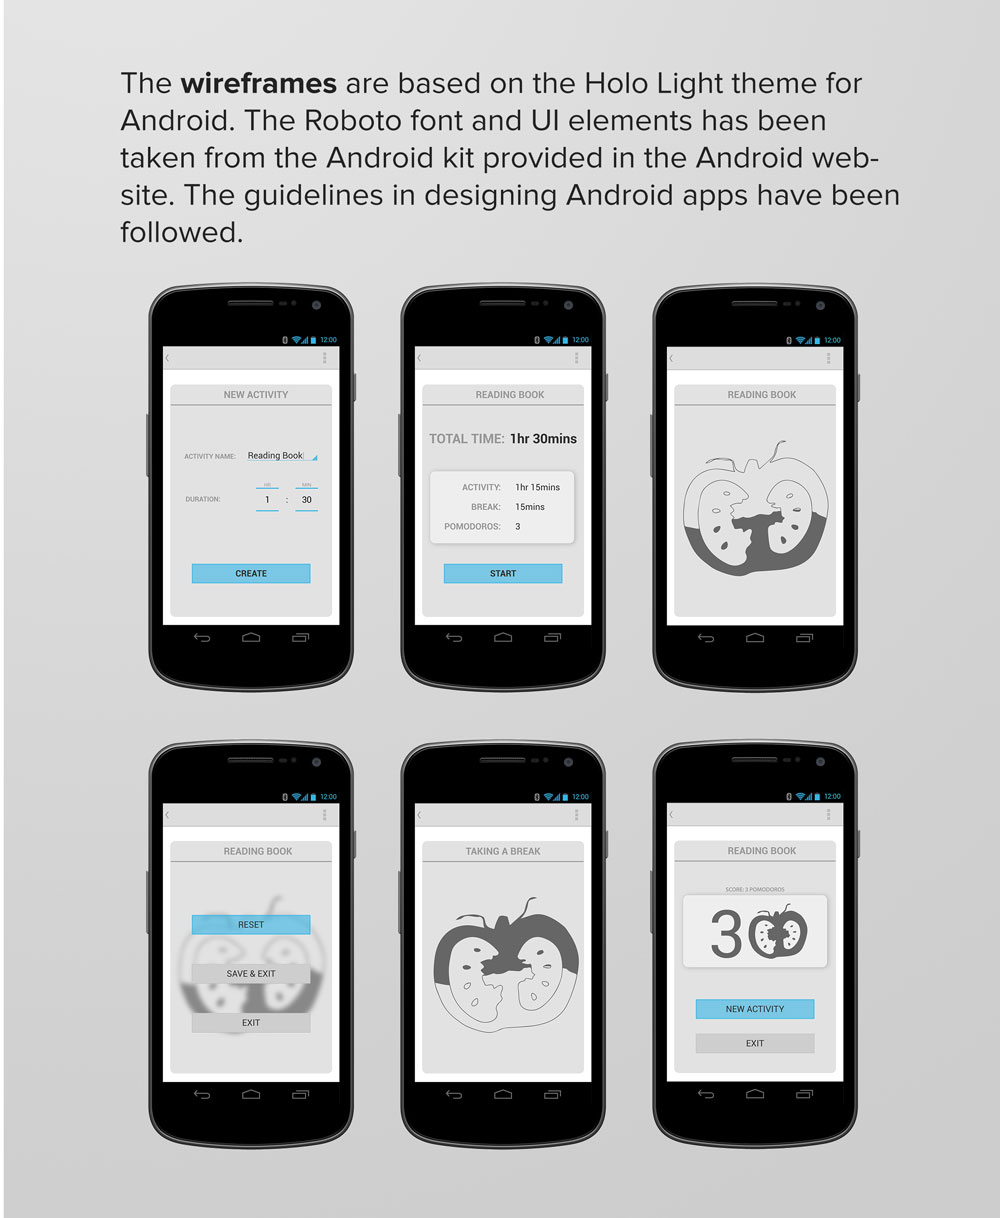 The wireframes are based on the Holo Light theme for
Android. The Roboto font and UI elements has been
taken from the Android kit provided in the Android web-
site. The guidelines in designing Android apps have been
followed.
12:00
NEW ACTIVITY
ACTIVITY NAME: Reading Book
HR MIN
DURATION: 1 : 30
CREATE
12:00
READING BOOK
TOTAL TIME: 1hr 30mins
ACTIVITY: 1hr 15mins
BREAK: 15mins
POMODOROS: 3
START
12:00
READING BOOK
12:00
READING BOOK
RESET
SAVE & EXIT
EXIT
12:00
TAKING A BREAK
12:00
READING BOOK
SCORE: 3 POMODOROS
3
NEW ACTIVITY
EXIT